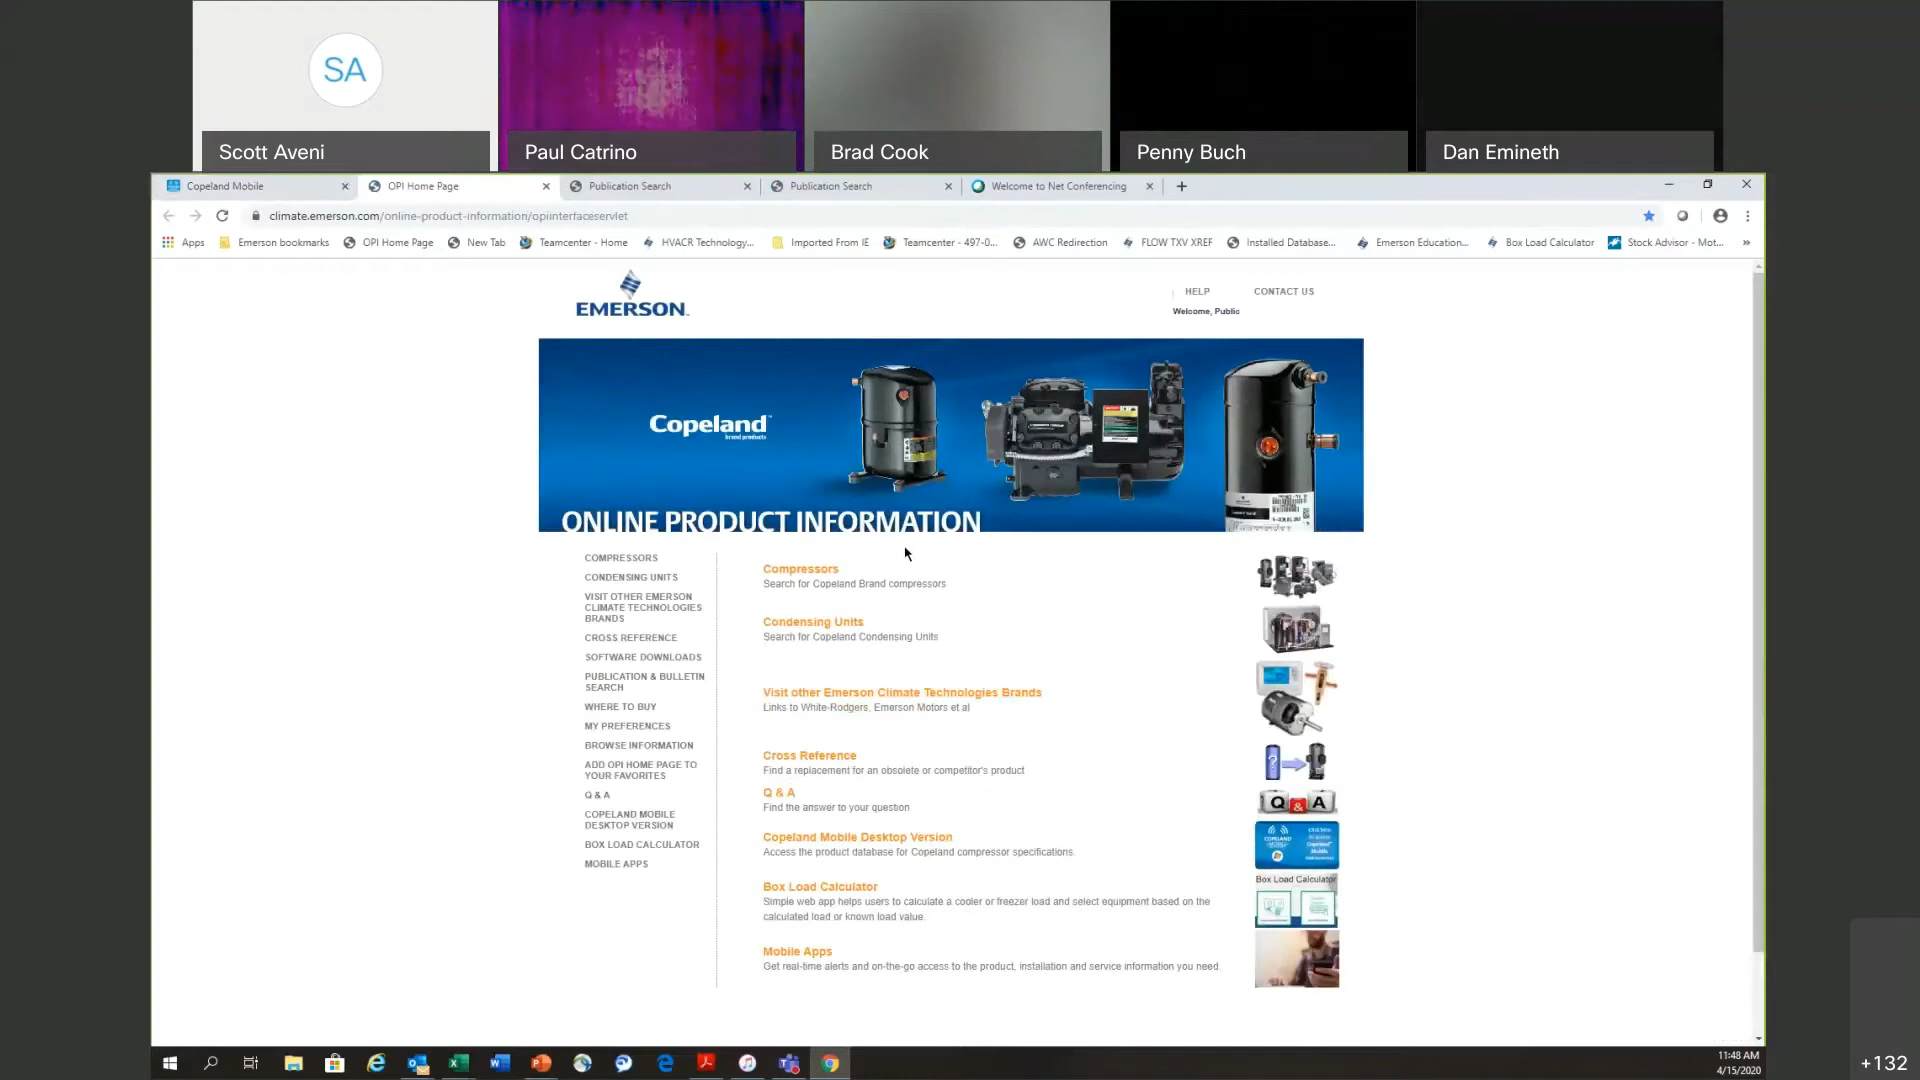 SA
Scott Aveni
Paul Catrino
Brad Cook
Penny Buch
Dan Emineth
Copeland Mobile
OPI Home Page
Publication Search
Publication Search
Welcome to Net Conferencing
climate.emerson.com/online-product-information/opiinterfaceservlet
Apps
Emerson bookmarks
OPI Home Page
New Tab
Teamcenter - Home
HVACR Technology...
Imported From IE
Teamcenter - 497-0...
AWC Redirection
FLOW TXV XREF
Installed Database...
Emerson Education...
Box Load Calculator
Stock Advisor - Mot...
»
EMERSON™
HELP
CONTACT US
Welcome, Public
Copeland™
brand products
ONLINE PRODUCT INFORMATION
COMPRESSORS
CONDENSING UNITS
VISIT OTHER EMERSON
CLIMATE TECHNOLOGIES
BRANDS
CROSS REFERENCE
SOFTWARE DOWNLOADS
PUBLICATION & BULLETIN
SEARCH
WHERE TO BUY
MY PREFERENCES
BROWSE INFORMATION
ADD OPI HOME PAGE TO
YOUR FAVORITES
Q & A
COPELAND MOBILE
DESKTOP VERSION
BOX LOAD CALCULATOR
MOBILE APPS
Compressors
Search for Copeland Brand compressors
Condensing Units
Search for Copeland Condensing Units
Visit other Emerson Climate Technologies Brands
Links to White-Rodgers, Emerson Motors et al
Cross Reference
Find a replacement for an obsolete or competitor's product
Q & A
Find the answer to your question
Copeland Mobile Desktop Version
Access the product database for Copeland compressor specifications.
Box Load Calculator
Simple web app helps users to calculate a cooler or freezer load and select equipment based on the
calculated load or known load value.
Mobile Apps
Get real-time alerts and on-the-go access to the product, installation and service information you need.
?
Q & A
Box Load Calculator
11:48 AM
4/15/2020
+132